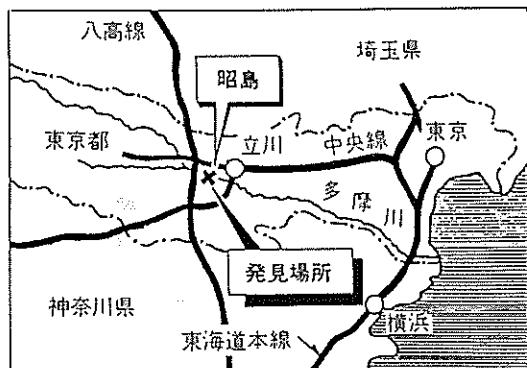 八高線
埼玉県
昭島
東京都
立川
中央線
東京
多摩川
発見場所
神奈川県
横浜
東海道本線